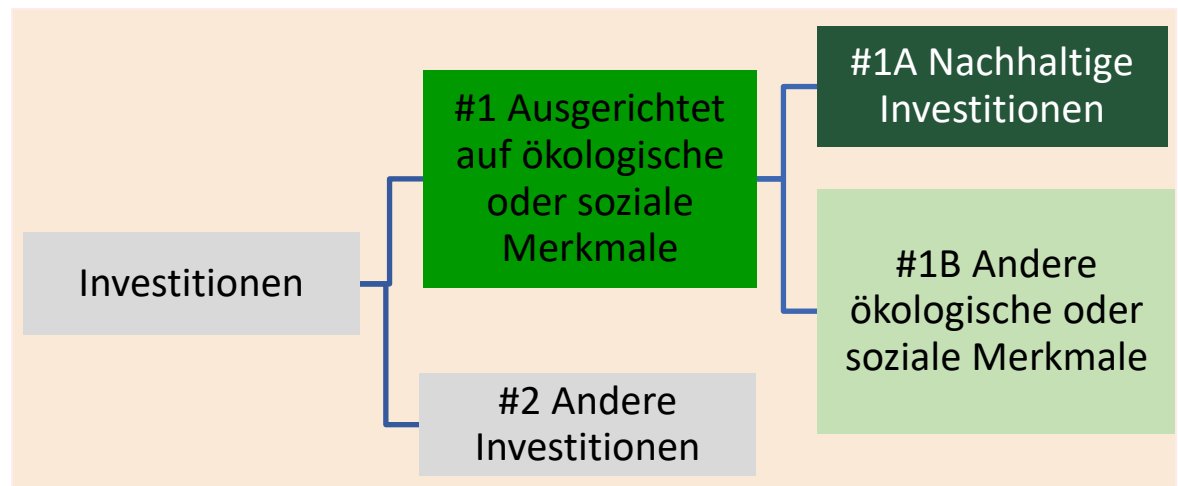 Investitionen
#1 Ausgerichtet
auf ökologische
oder soziale
Merkmale
#2 Andere
Investitionen
#1A Nachhaltige
Investitionen
#1B Andere
ökologische oder
soziale Merkmale